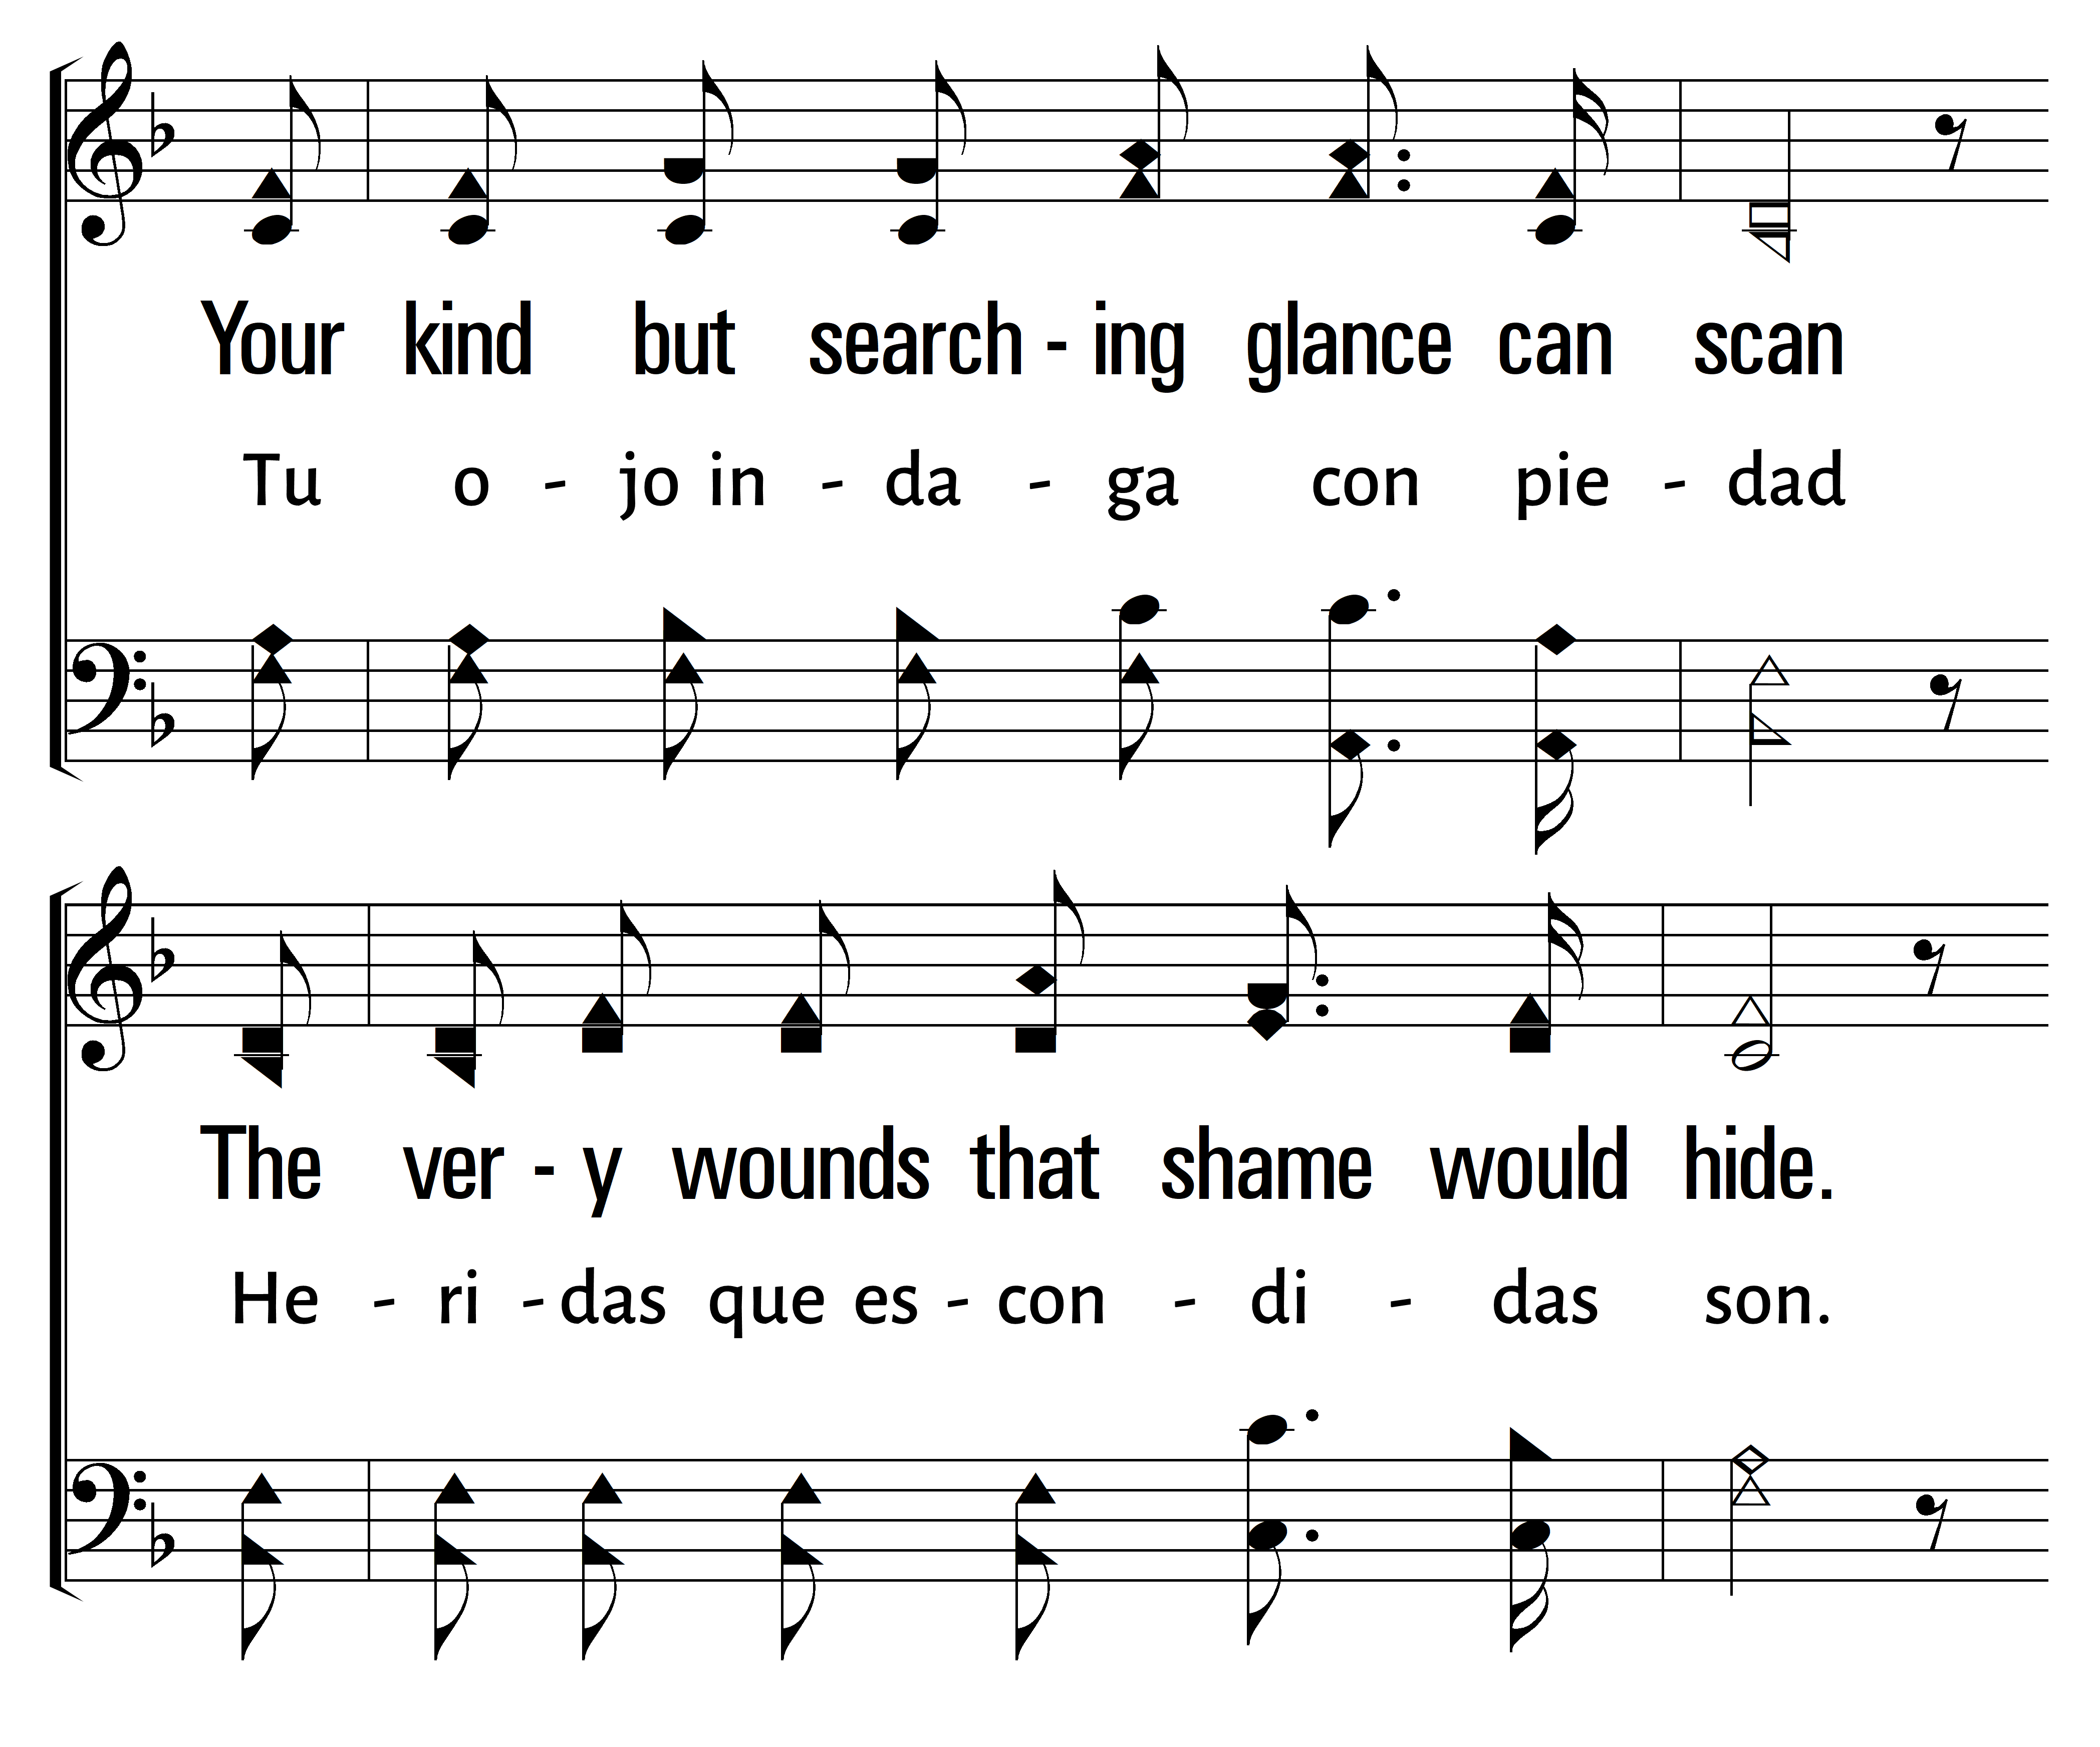 Your kind but search - ing glance can scan
Tu o - jo in - da - ga con pie - dad
The ver - y wounds that shame would hide.
He - ri - das que es - con - di - das son.